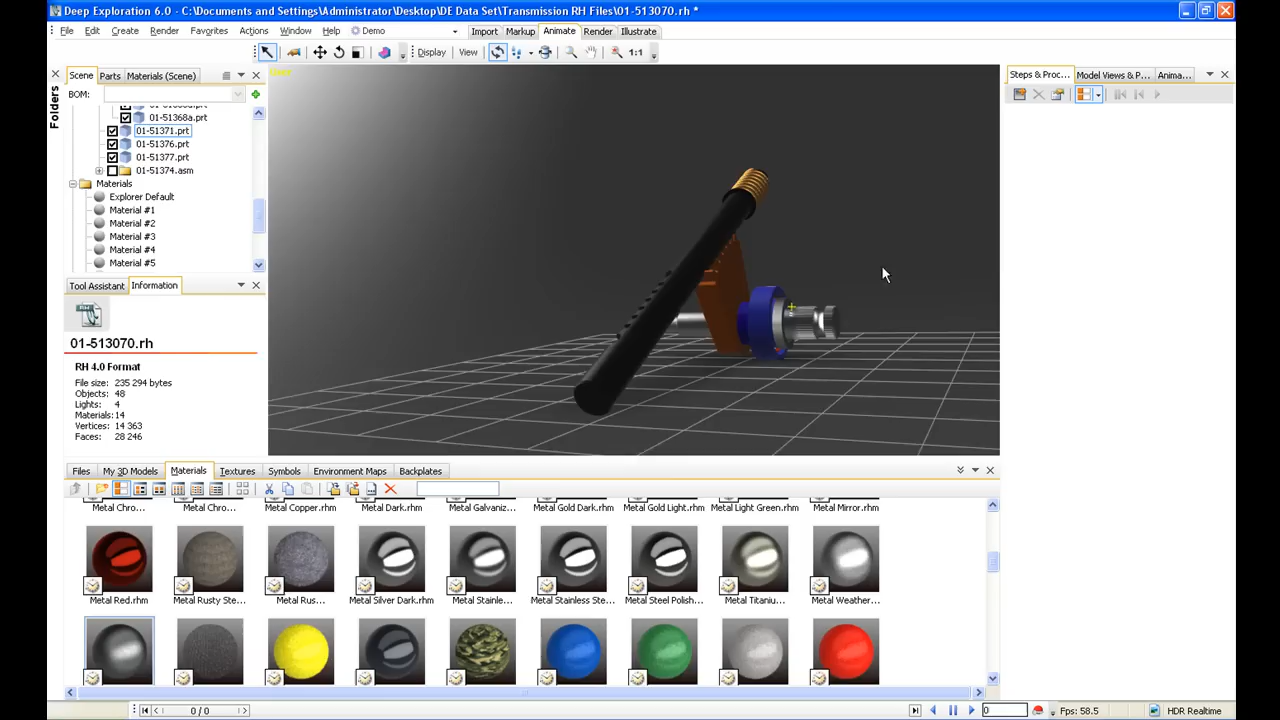 Deep Exploration 6.0 - C:\Documents and Settings\Administrator\Desktop\DE Data Set\Transmission RH Files\01-513070.rh *
File Edit Create Render Favorites Actions Window Help Demo Import Markup Animate Render Illustrate
Display View 1:1
Folders
Scene Parts Materials (Scene)
BOM:
01-51368a.prt
01-51371.prt
01-51376.prt
01-51377.prt
01-51374.asm
Materials
Explorer Default
Material #1
Material #2
Material #3
Material #4
Material #5
Tool Assistant Information
01-513070.rh
RH 4.0 Format
File size: 235 294 bytes
Objects: 48
Lights: 4
Materials: 14
Vertices: 14 363
Faces: 28 246
Steps & Proc... Model Views & P... Anima...
Files My 3D Models Materials Textures Symbols Environment Maps Backplates
Metal Chro... Metal Chro... Metal Copper.rhm Metal Dark.rhm Metal Galvaniz... Metal Gold Dark.rhm Metal Gold Light.rhm Metal Light Green.rhm Metal Mirror.rhm
Metal Red.rhm Metal Rusty Ste... Metal Rus... Metal Silver Dark.rhm Metal Stainle... Metal Stainless Ste... Metal Steel Polish... Metal Titaniu... Metal Weather...
0 / 0 0 Fps: 58.5 HDR Realtime